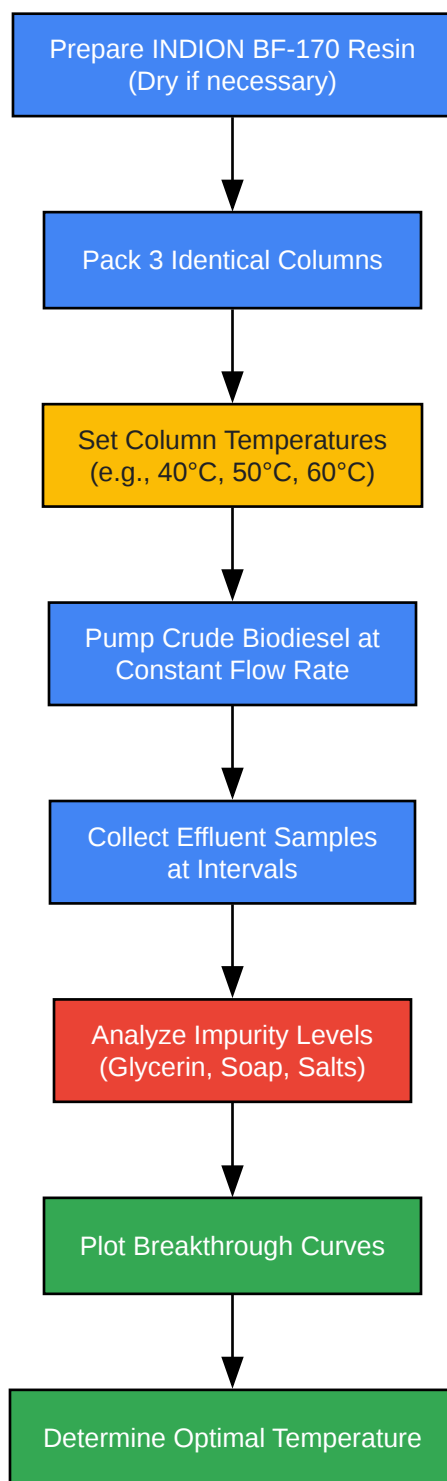 Prepare INDION BF-170 Resin
(Dry if necessary)
Pack 3 Identical Columns
Set Column Temperatures
(e.g., 40°C, 50°C, 60°C)
Pump Crude Biodiesel at
Constant Flow Rate
Collect Effluent Samples
at Intervals
Analyze Impurity Levels
(Glycerin, Soap, Salts)
Plot Breakthrough Curves
Determine Optimal Temperature